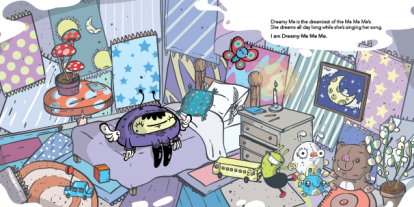 Dreamy Me is the dreamiest of the Me Me Me's.
She dreams all day long while she's singing her song.
I am Dreamy Me Me Me.